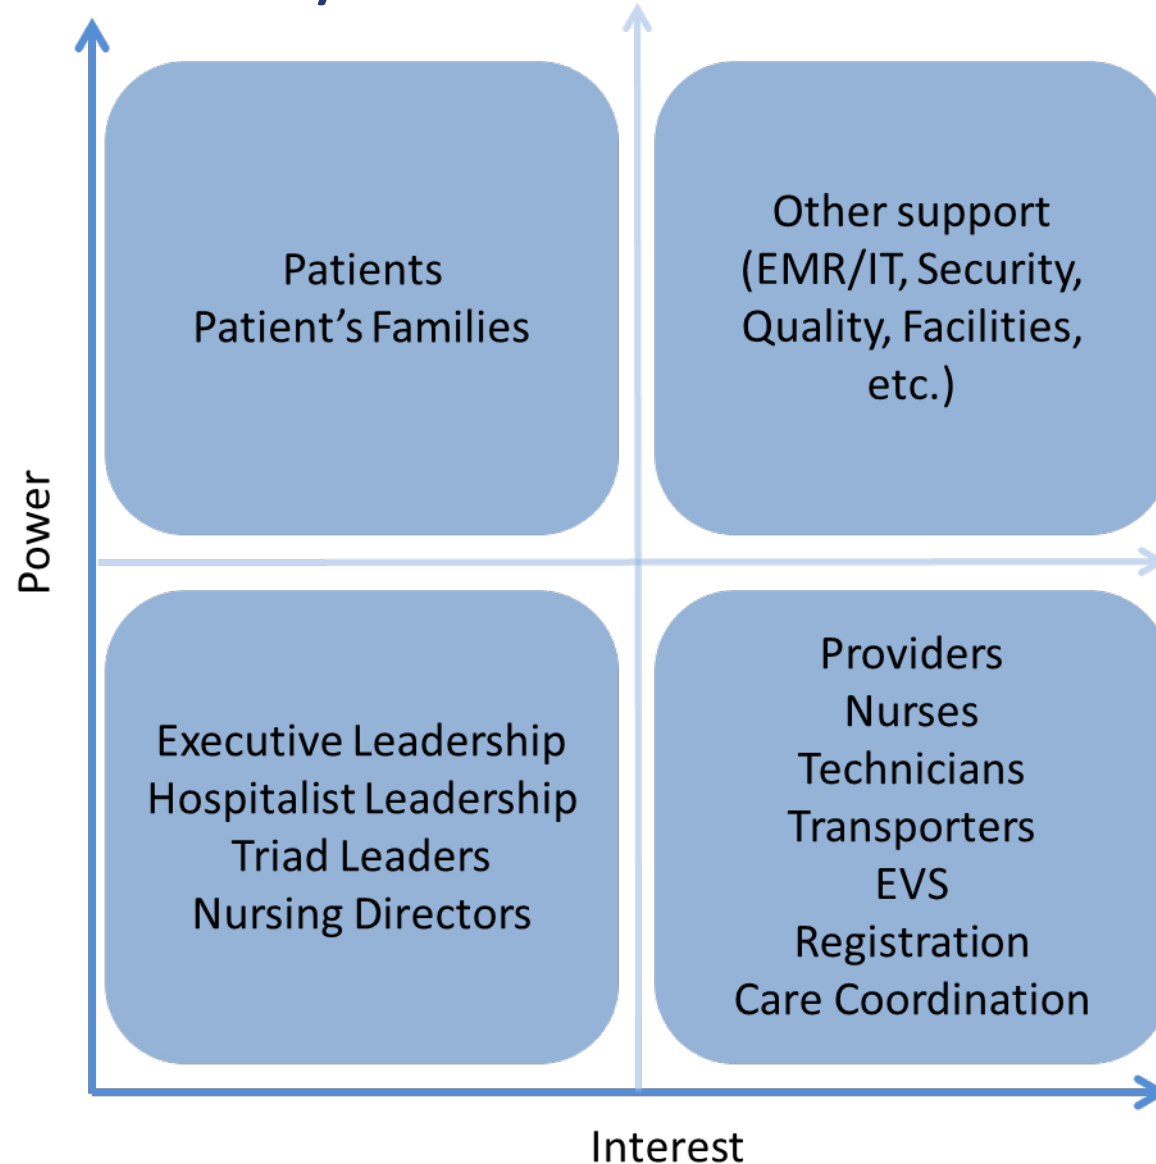 Patients
Patient’s Families
Other support
(EMR/IT, Security,
Quality, Facilities,
etc.)
Power
Executive Leadership
Hospitalist Leadership
Triad Leaders
Nursing Directors
Providers
Nurses
Technicians
Transporters
EVS
Registration
Care Coordination
Interest